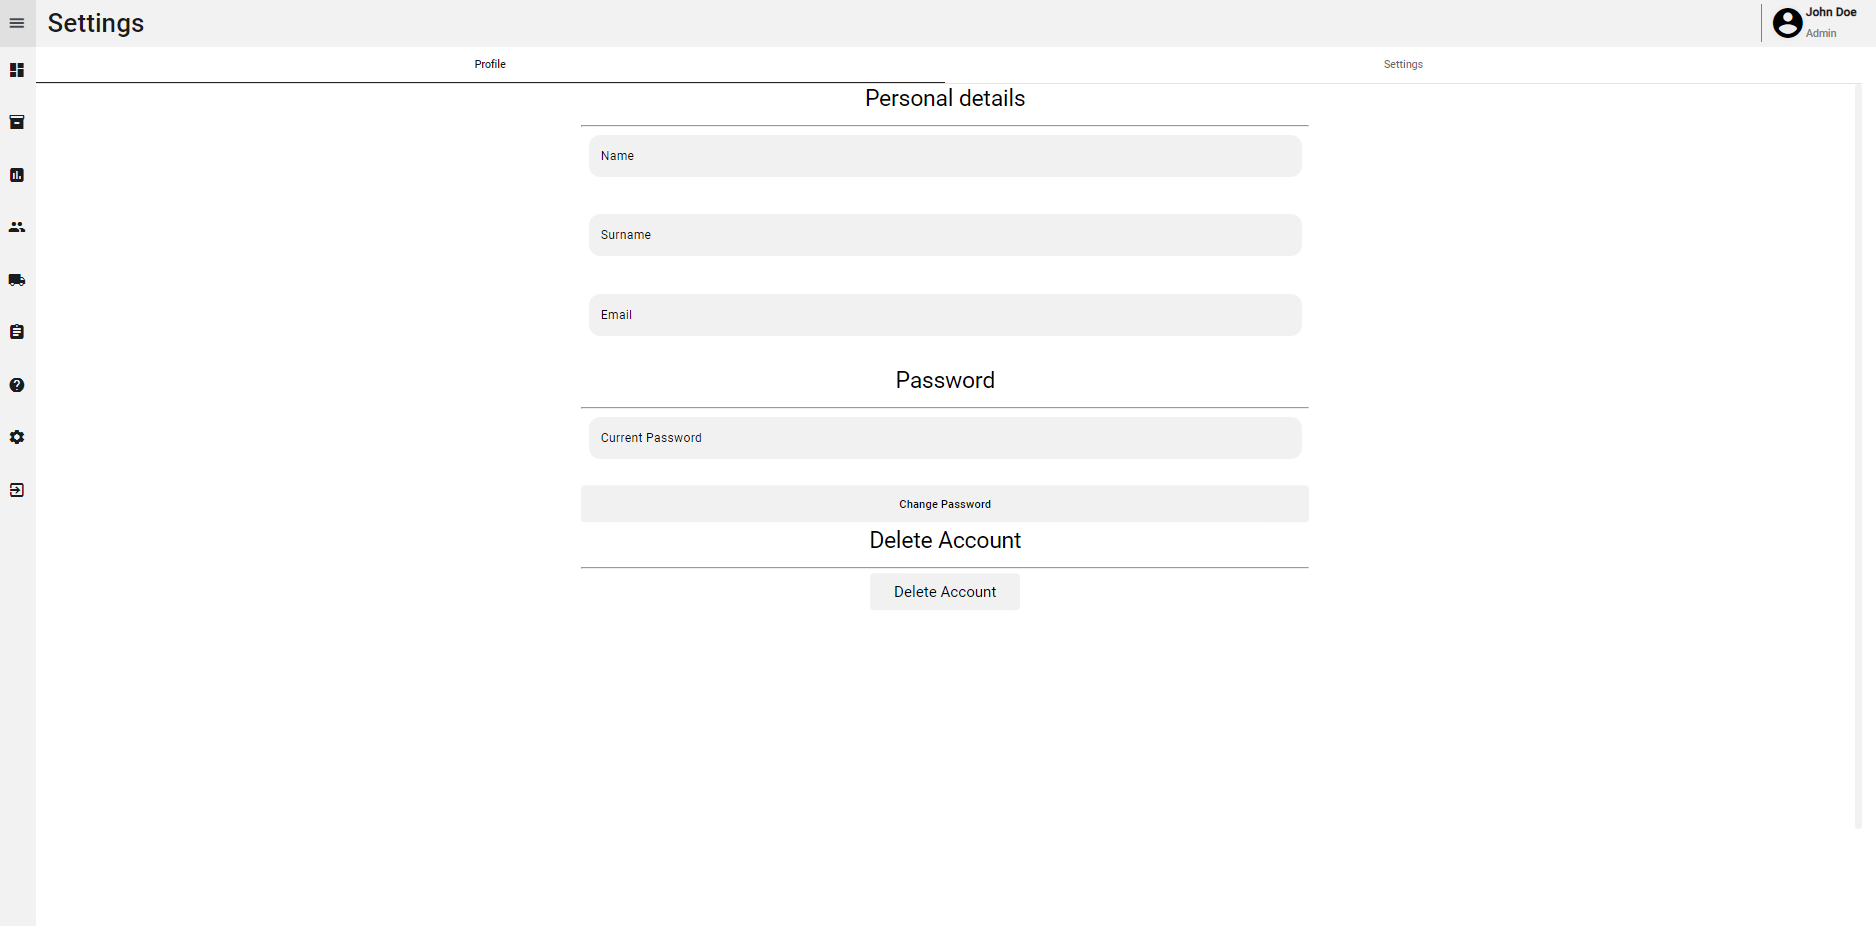 Settings
John Doe
Admin
Profile
Settings
Personal details
Name
Surname
Email
Password
Current Password
Change Password
Delete Account
Delete Account